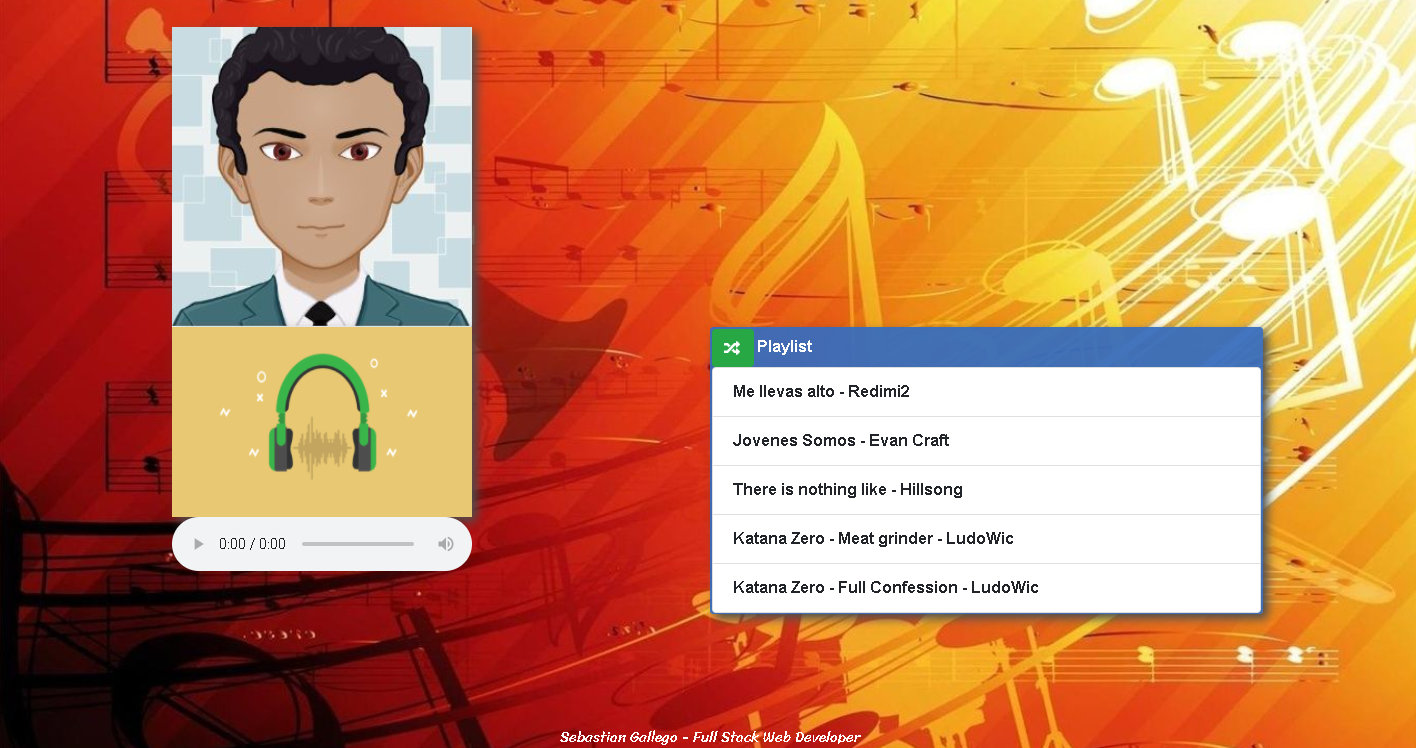 0:00 / 0:00
Playlist
Me llevas alto - Redimi2
Jovenes Somos - Evan Craft
There is nothing like - Hillsong
Katana Zero - Meat grinder - LudoWic
Katana Zero - Full Confession - LudoWic
Sebastian Gallego - Full Stack Web Developer